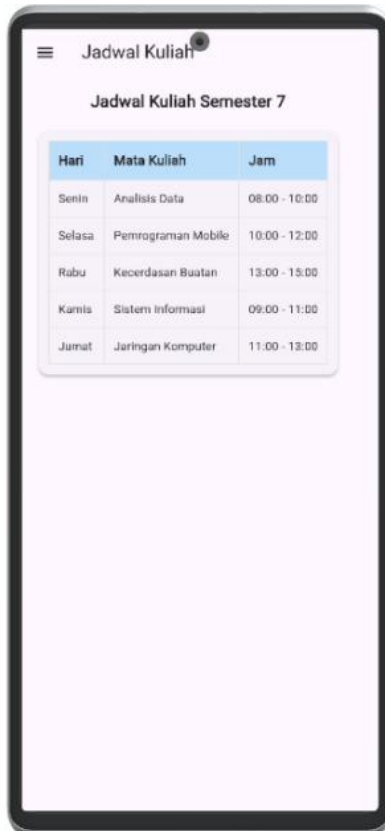 Jadwal Kuliah
Jadwal Kuliah Semester 7
Hari Mata Kuliah Jam
Senin Analisis Data 08:00 - 10:00
Selasa Pemrograman Mobile 10:00 - 12:00
Rabu Kecerdasan Buatan 13:00 - 15:00
Kamis Sistem Informasi 09:00 - 11:00
Jumat Jaringan Komputer 11:00 - 13:00